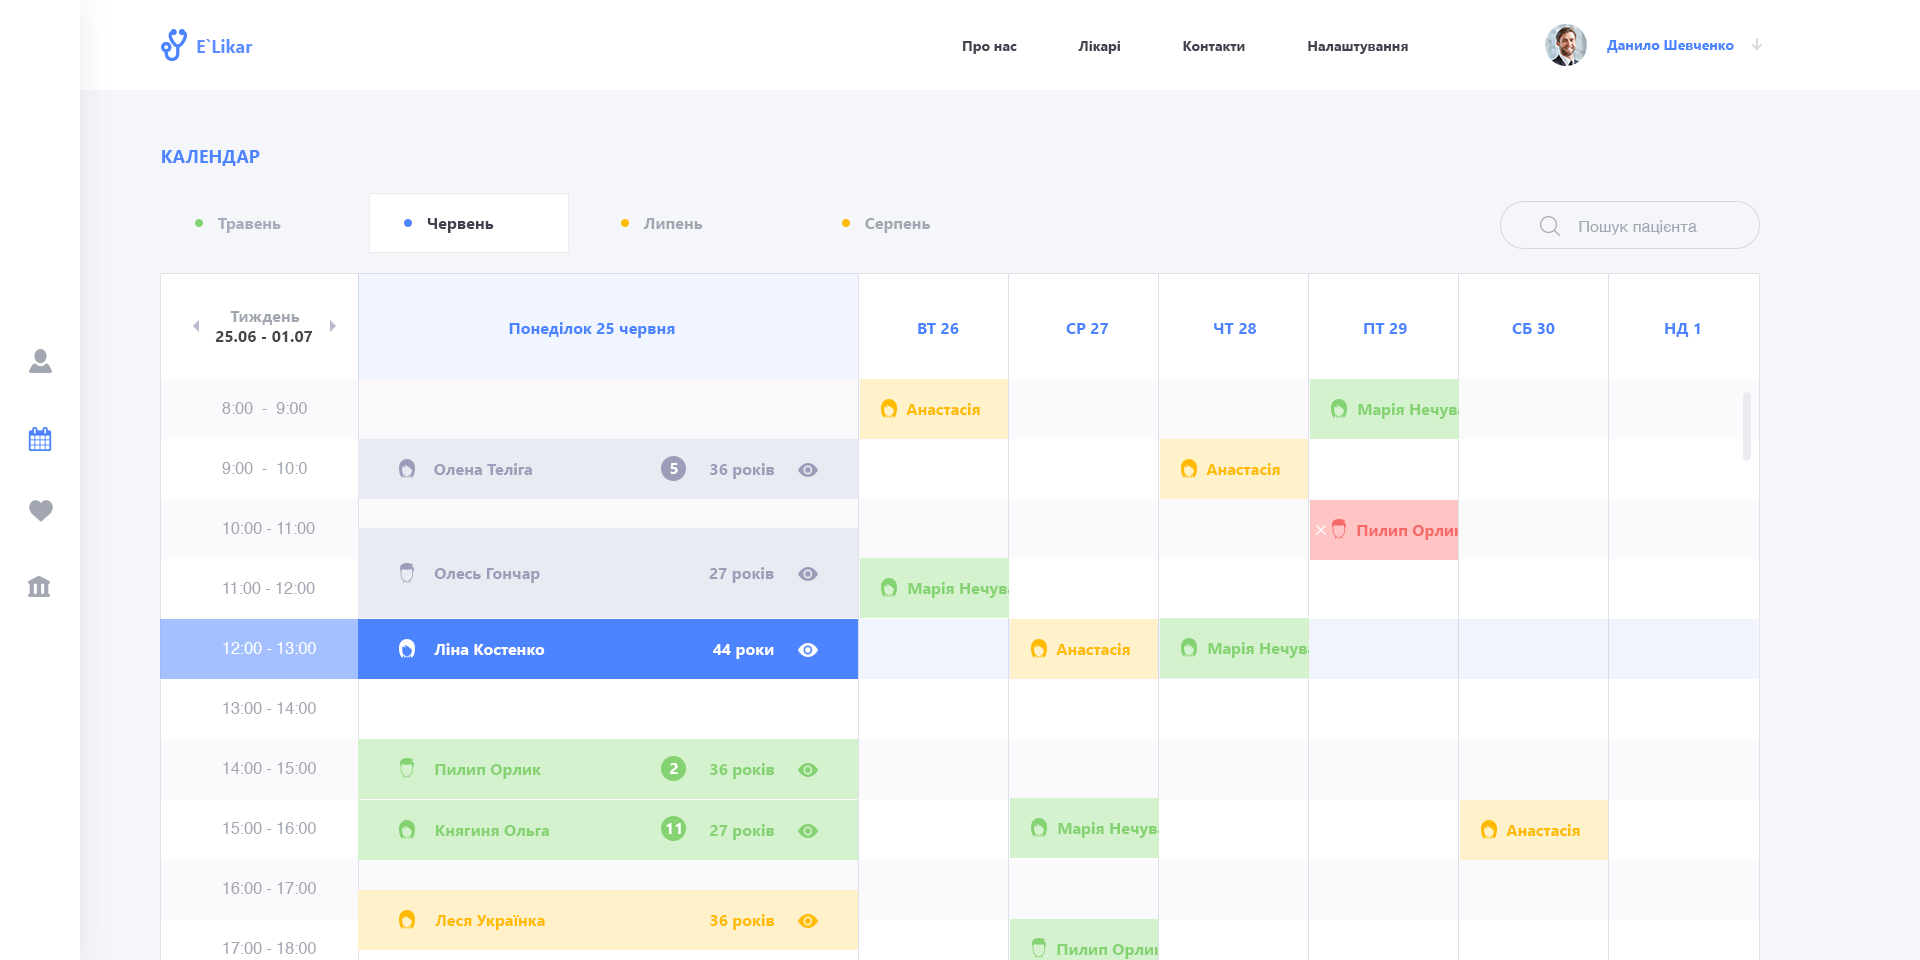 E`Likar
Про нас
Лікарі
Контакти
Налаштування
Данило Шевченко
КАЛЕНДАР
Травень
Червень
Липень
Серпень
Пошук пацієнта
Тиждень
25.06 - 01.07
Понеділок 25 червня
ВТ 26
СР 27
ЧТ 28
ПТ 29
СБ 30
НД 1
8:00 - 9:00
Анастасія
Марія Нечува
9:00 - 10:0
Олена Теліга
5
36 років
Анастасія
10:00 - 11:00
Пилип Орлик
Олесь Гончар
27 років
11:00 - 12:00
Марія Нечува
12:00 - 13:00
Ліна Костенко
44 роки
Анастасія
Марія Нечува
13:00 - 14:00
14:00 - 15:00
Пилип Орлик
2
36 років
15:00 - 16:00
Княгиня Ольга
11
27 років
Марія Нечува
Анастасія
16:00 - 17:00
Леся Українка
36 років
17:00 - 18:00
Пилип Орлик